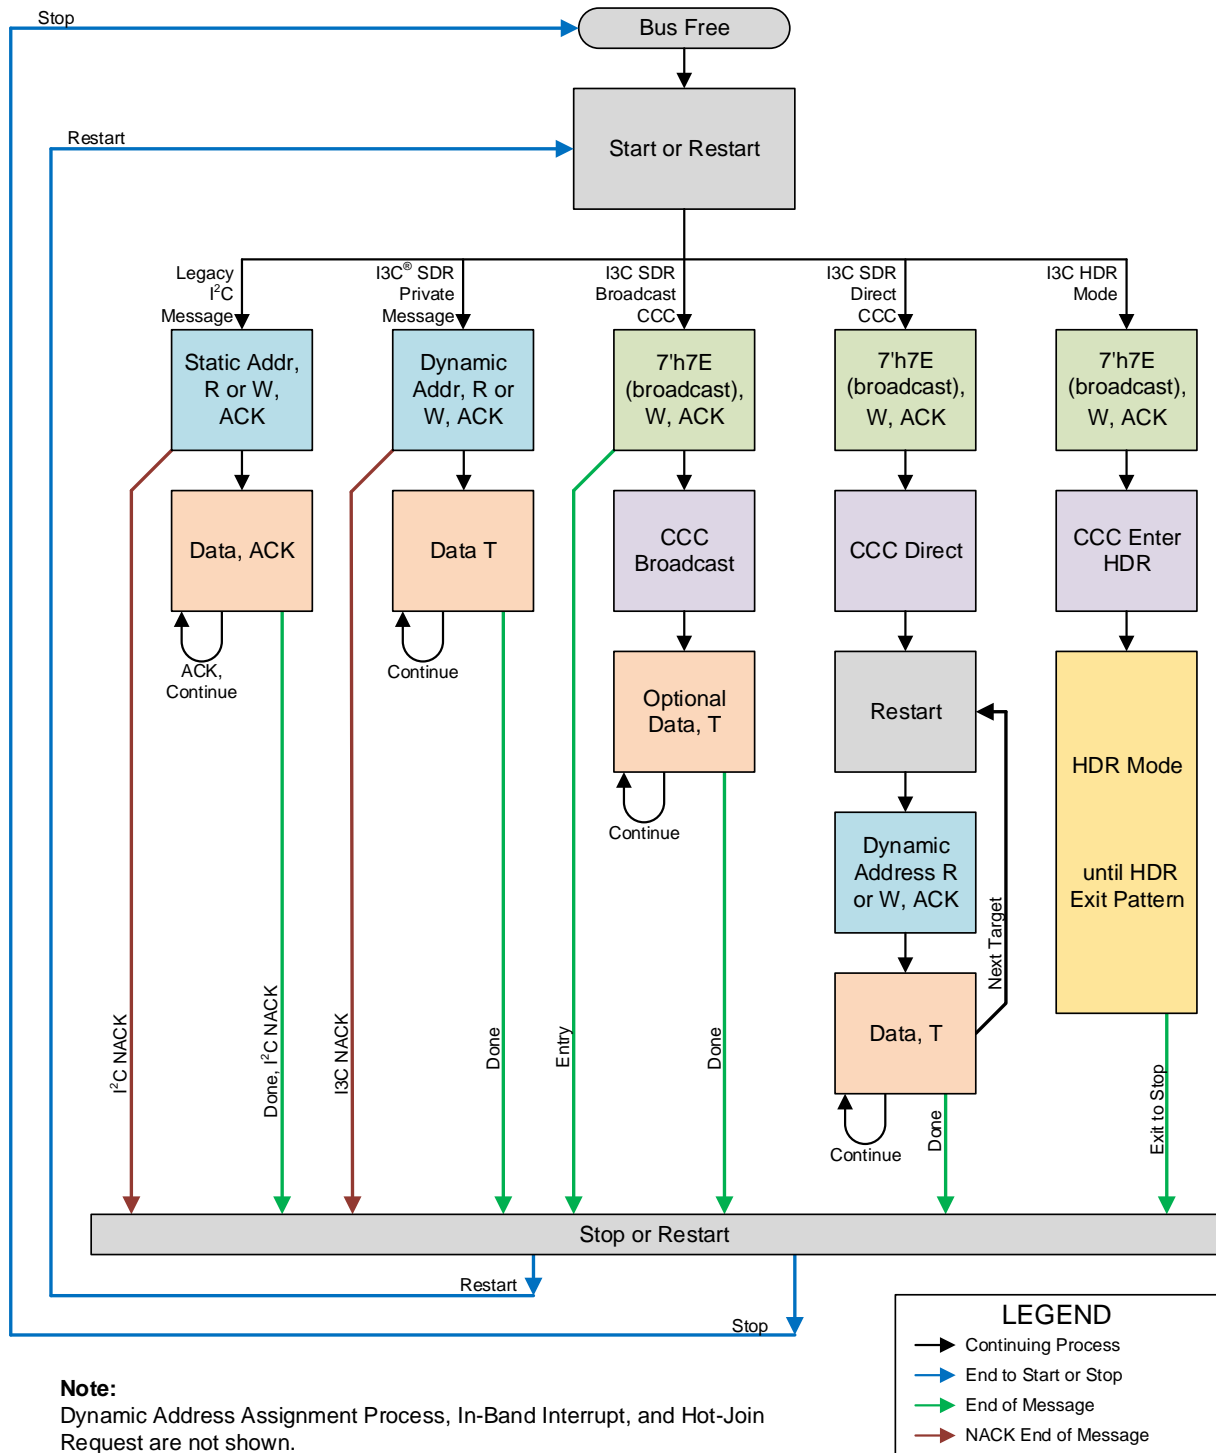 Stop
Bus Free
Restart
Start or Restart
Legacy
I²C
Message
I3C® SDR
Private
Message
I3C SDR
Broadcast
CCC
I3C SDR
Direct
CCC
I3C HDR
Mode
Static Addr,
R or W,
ACK
Dynamic
Addr, R or
W, ACK
7'h7E
(broadcast),
W, ACK
7'h7E
(broadcast),
W, ACK
7'h7E
(broadcast),
W, ACK
Data, ACK
Data T
CCC
Broadcast
CCC Direct
CCC Enter
HDR
ACK,
Continue
Continue
Optional
Data, T
Restart
HDR Mode
until HDR
Exit Pattern
Continue
Dynamic
Address R
or W, ACK
Next Target
Data, T
Continue
I²C NACK
Done, I²C NACK
I3C NACK
Done
Entry
Done
Done
Exit to Stop
Stop or Restart
Restart
Stop
LEGEND
Continuing Process
End to Start or Stop
End of Message
NACK End of Message
Note:
Dynamic Address Assignment Process, In-Band Interrupt, and Hot-Join
Request are not shown.